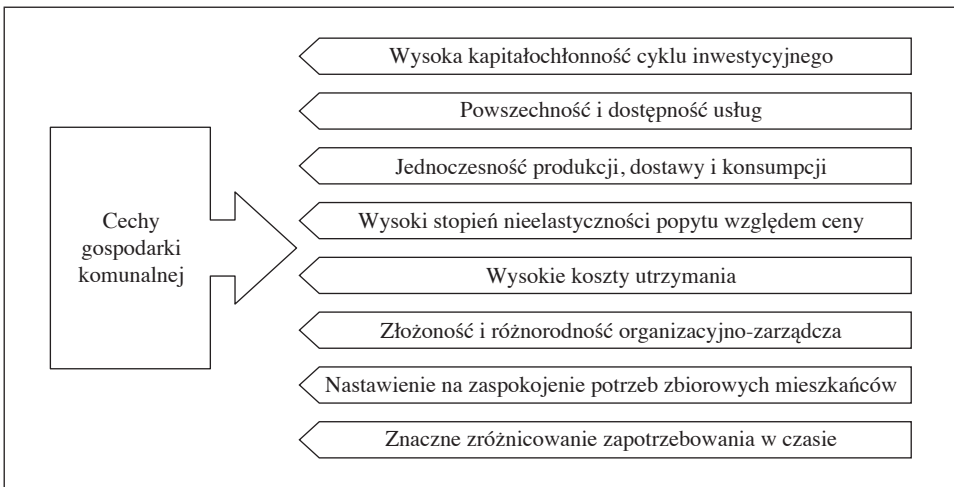 Wysoka kapitałochłonność cyklu inwestycyjnego
Powszechność i dostępność usług
Jednoczesność produkcji, dostawy i konsumpcji
Wysoki stopień nieelastyczności popytu względem ceny
Wysokie koszty utrzymania
Złożoność i różnorodność organizacyjno-zarządcza
Nastawienie na zaspokojenie potrzeb zbiorowych mieszkańców
Znaczne zróżnicowanie zapotrzebowania w czasie
Cechy
gospodarki
komunalnej